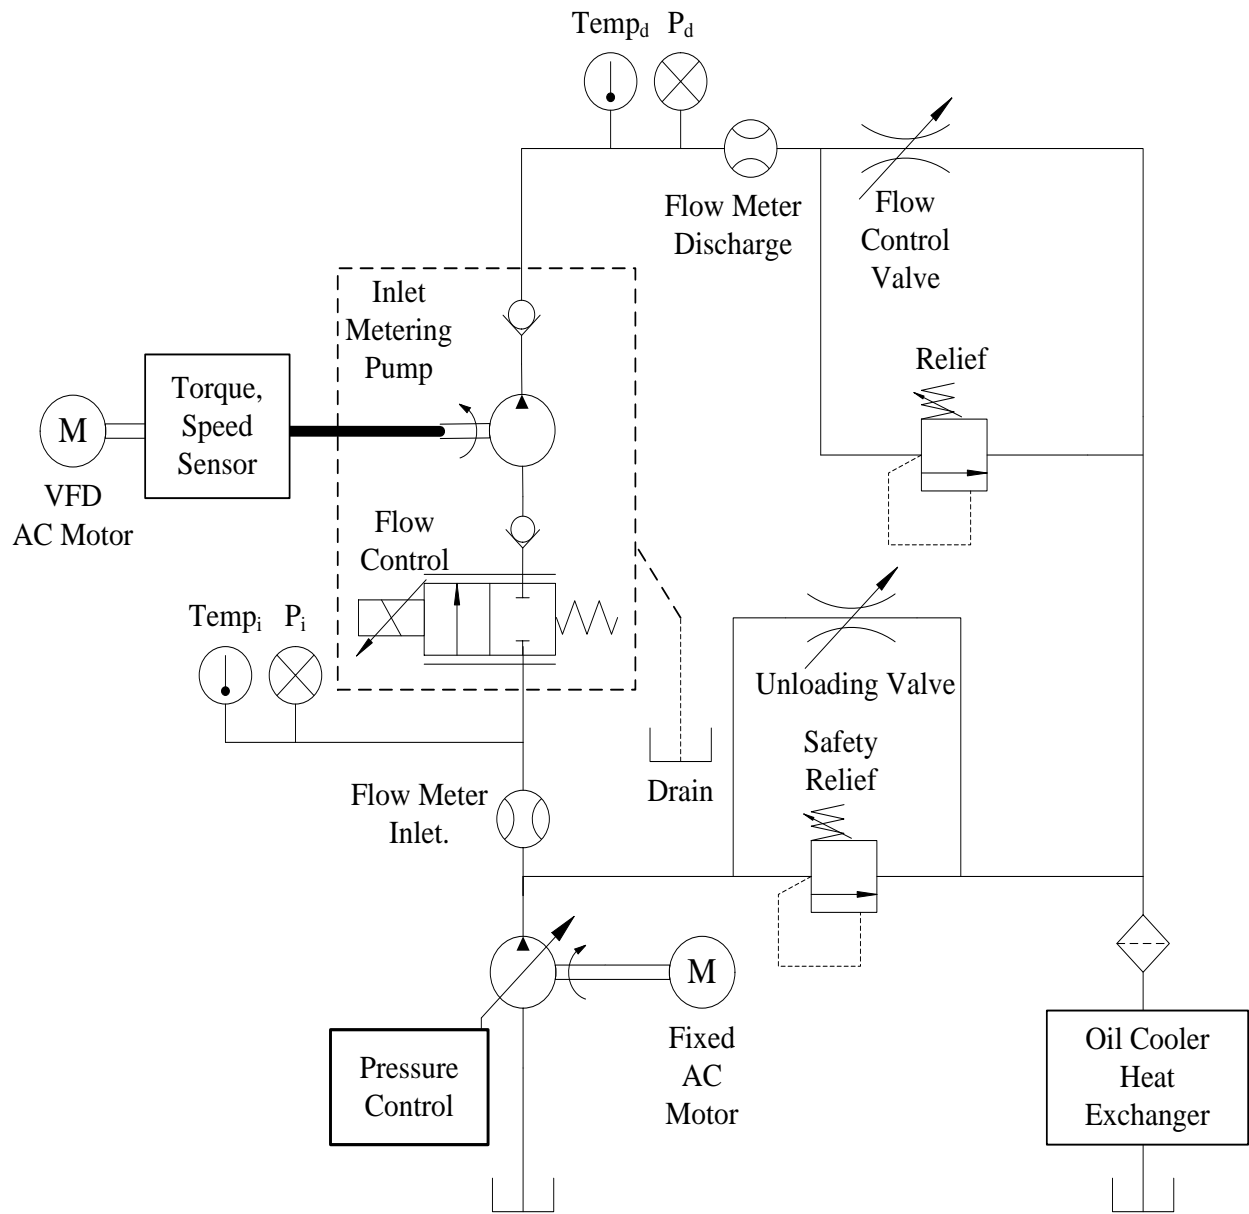 Temp_d P_d
Flow Meter
Discharge
Flow
Control
Valve
Inlet
Metering
Pump
Relief
Torque,
Speed
Sensor
M
VFD
AC Motor
Flow
Control
Temp_i P_i
Unloading Valve
Safety
Relief
Drain
Flow Meter
Inlet.
M
Fixed
AC
Motor
Pressure
Control
Oil Cooler
Heat
Exchanger